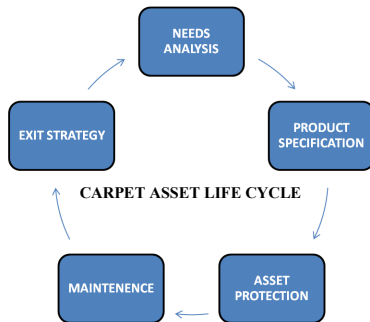 NEEDS
ANALYSIS
PRODUCT
SPECIFICATION
ASSET
PROTECTION
MAINTENENCE
EXIT STRATEGY
CARPET ASSET LIFE CYCLE